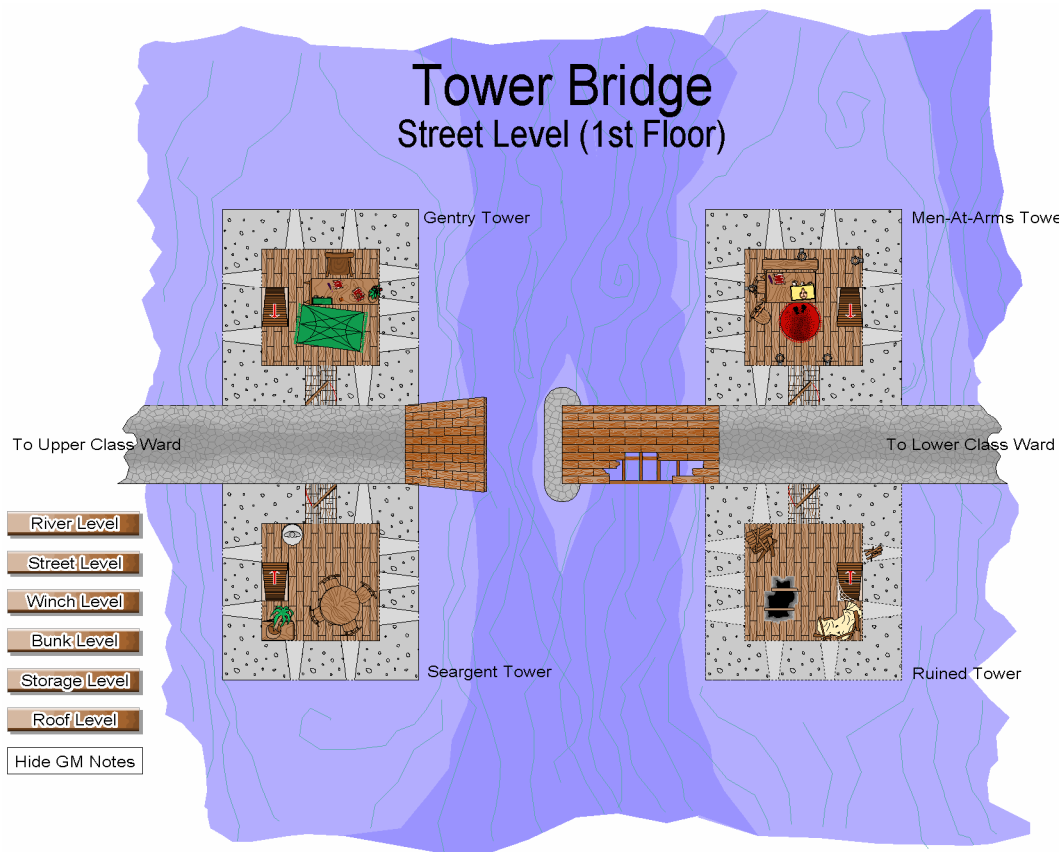 Tower Bridge
Street Level (1st Floor)
Gentry Tower
Men-At-Arms Towe
To Upper Class Ward
To Lower Class Ward
River Level
Street Level
Winch Level
Bunk Level
Storage Level
Roof Level
Hide GM Notes
Seargent Tower
Ruined Tower